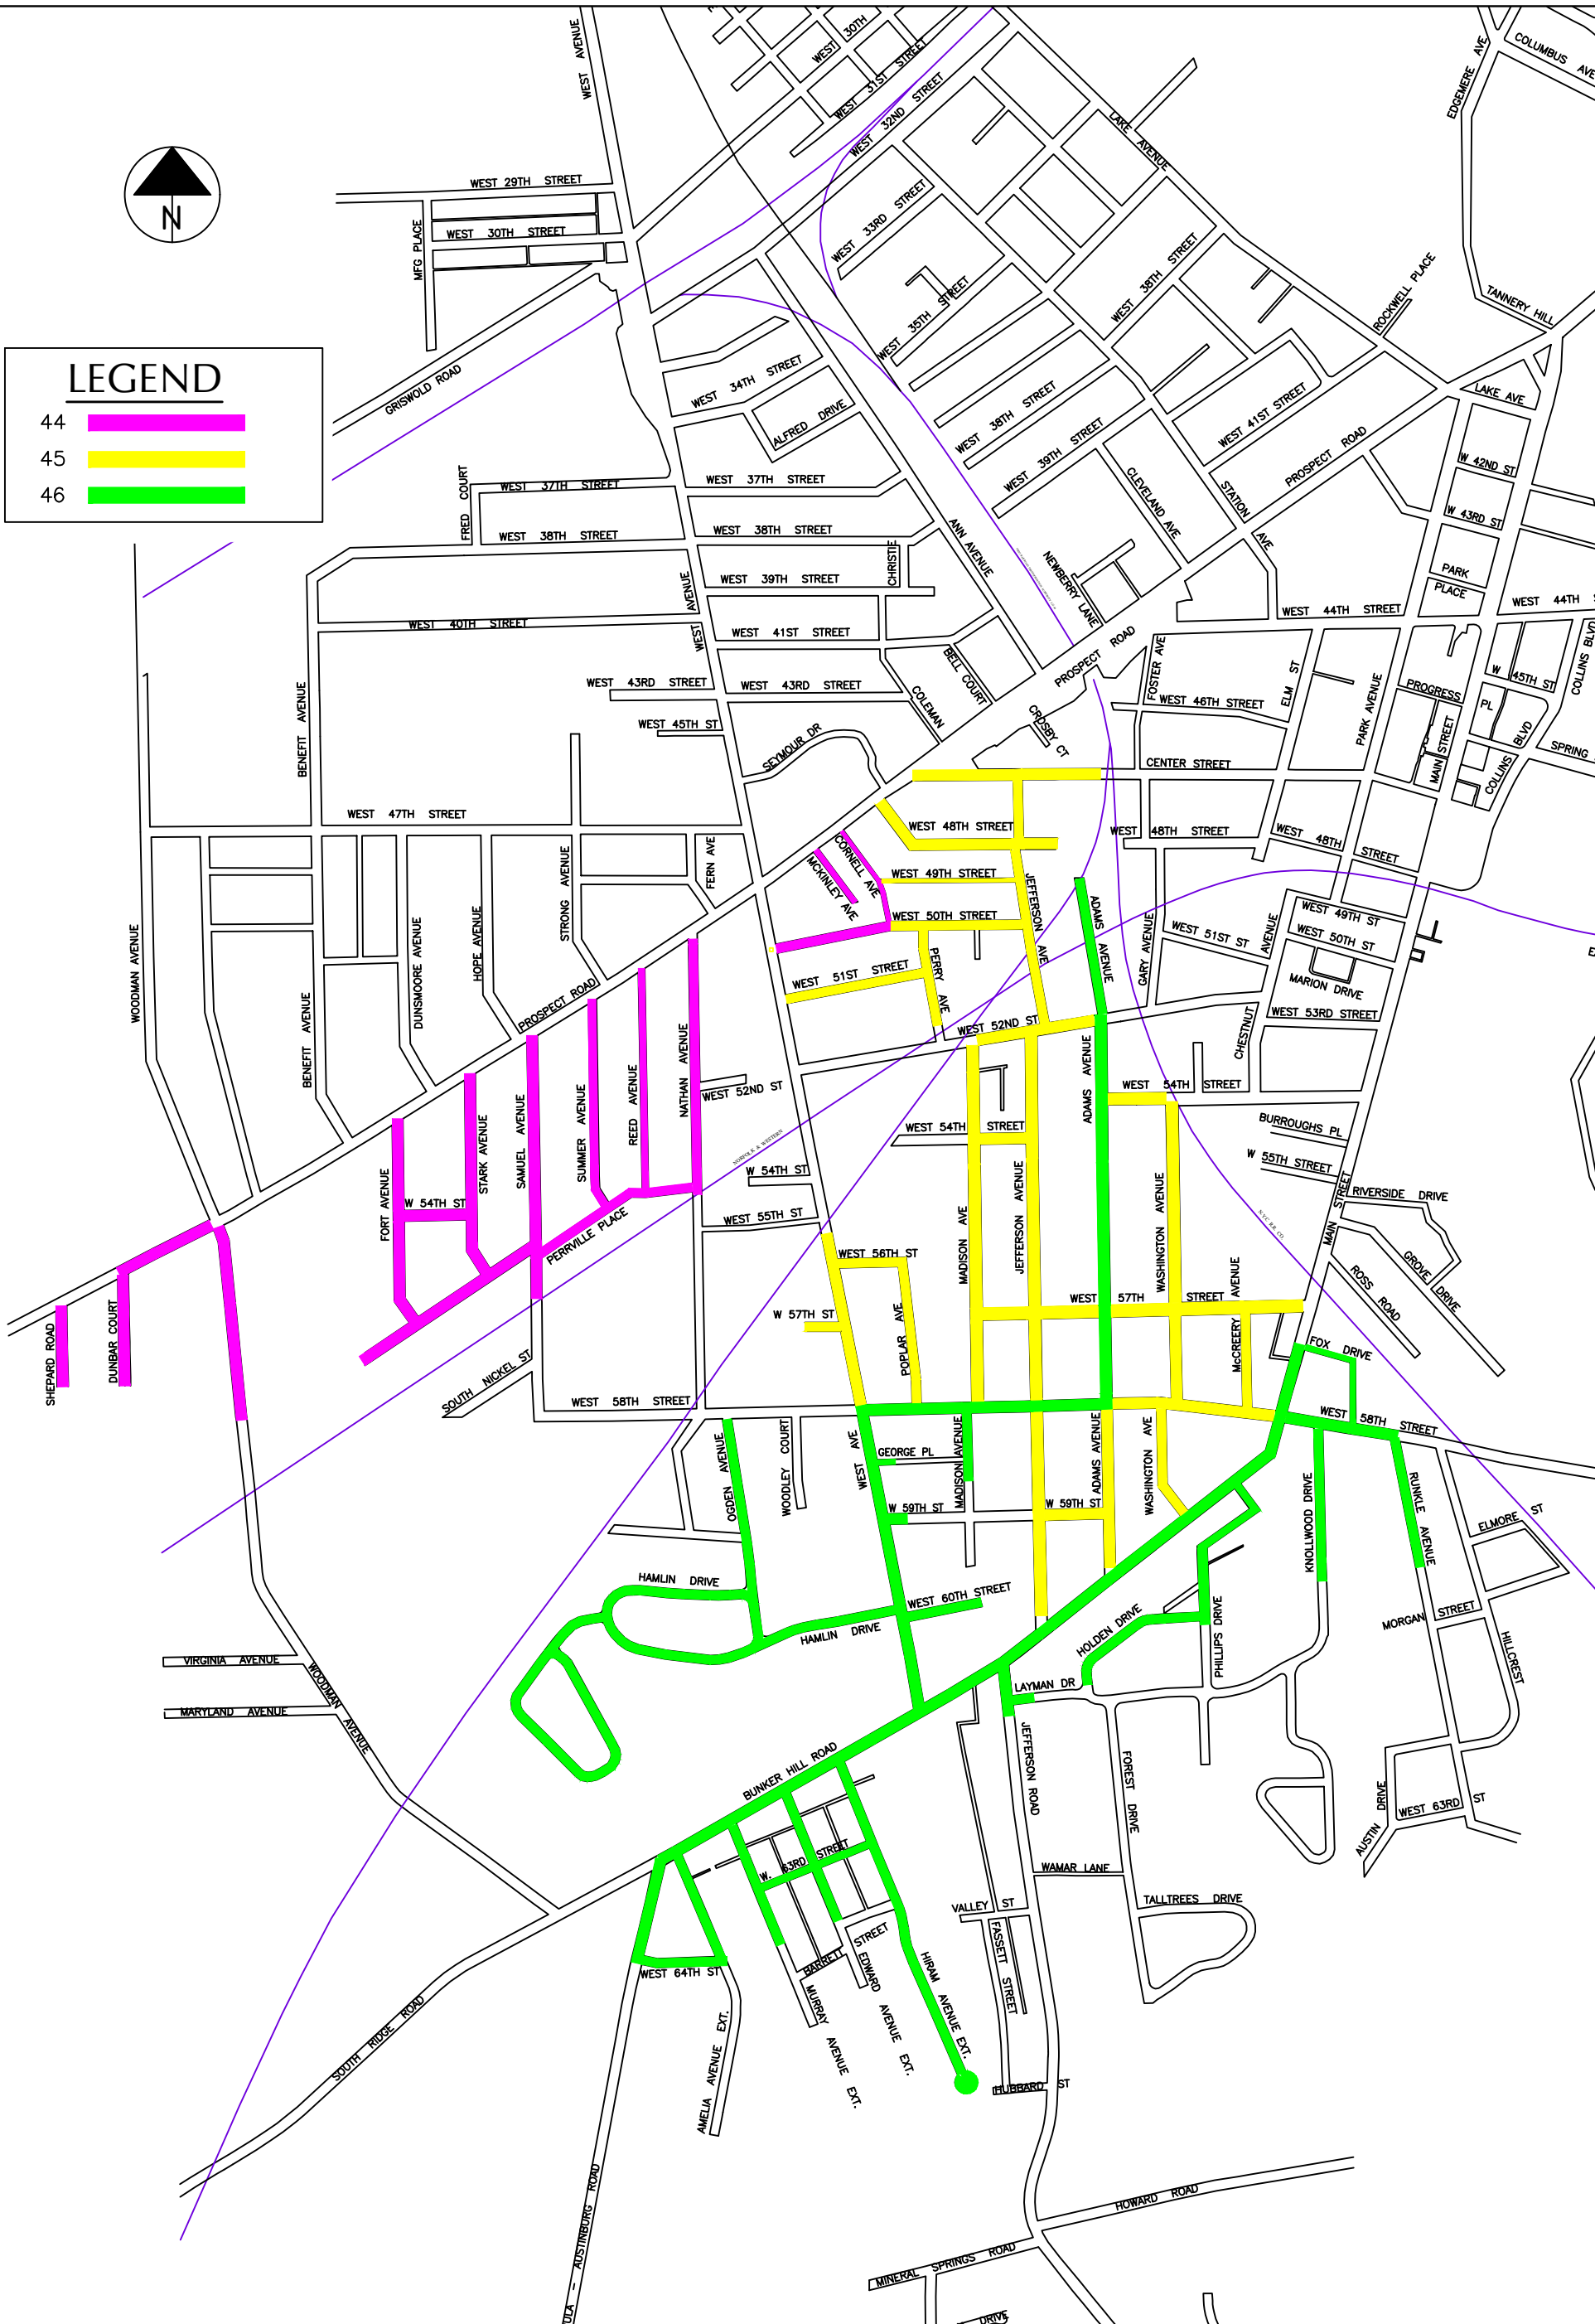 WEST AVENUE
WEST 30TH
WEST 31ST STREET
WEST 32ND STREET
EDGEMERE AVE
COLUMBUS AVE
LAKE AVENUE
N
WEST 29TH STREET
MFG PLACE
WEST 30TH STREET
WEST 33RD STREET
WEST 35TH STREET
WEST 38TH STREET
ROCKWELL PLACE
TANNERY HILL
LEGEND
44
45
46
GRISWOLD ROAD
WEST 34TH STREET
ALFRED DRIVE
WEST 38TH STREET
WEST 39TH STREET
WEST 41ST STREET
LAKE AVE
PROSPECT ROAD
W 42ND ST
W 43RD ST
FRED COURT
WEST 37TH STREET
WEST 37TH STREET
WEST 38TH STREET
WEST 38TH STREET
CLEVELAND AVE
STATION AVE
ANN AVENUE
CHRISTIE
NEWBERRY LANE
PARK PLACE
WEST 39TH STREET
WEST AVENUE
WEST 40TH STREET
WEST 41ST STREET
WEST 44TH STREET
WEST 44TH
PROSPECT ROAD
BELL COURT
COLEMAN
FOSTER AVE
ELM ST
PARK AVENUE
W 45TH ST
COLLINS BLVD
BENEFIT AVENUE
WEST 43RD STREET
WEST 43RD STREET
WEST 45TH ST
SEYMOUR DR
CROSBY CT
WEST 46TH STREET
PROGRESS PL
MAIN STREET
COLLINS BLVD
SPRING
CENTER STREET
WEST 47TH STREET
FERN AVE
CORNELL AVE
MCKINLEY AVE
WEST 48TH STREET
WEST 48TH STREET
WEST 48TH STREET
WEST 49TH STREET
JEFFERSON AVE
ADAMS AVENUE
WEST 50TH STREET
WEST 49TH ST
WEST 50TH ST
WOODMAN AVENUE
DUNSMOORE AVENUE
HOPE AVENUE
STRONG AVENUE
WEST 51ST STREET
PERRY AVE
GARY AVENUE
WEST 51ST ST
AVENUE
MARION DRIVE
WEST 53RD STREET
PROSPECT ROAD
BENEFIT AVENUE
WEST 52ND ST
CHESTNUT
WEST 52ND ST
ADAMS AVENUE
WEST 54TH STREET
WEST 54TH STREET
BURROUGHS PL
W 55TH STREET
NORFOLK & WESTERN
FORT AVENUE
W 54TH ST
STARK AVENUE
SAMUEL AVENUE
SUMMER AVENUE
REED AVENUE
NATHAN AVENUE
PERRVILLE PLACE
W 54TH ST
WEST 55TH ST
WEST 56TH ST
MADISON AVE
JEFFERSON AVENUE
WASHINGTON AVENUE
McCREERY AVENUE
MAIN STREET
RIVERSIDE DRIVE
N.Y.C. R.R. CO.
GROVE DRIVE
ROSS ROAD
WEST 57TH STREET
W 57TH ST
POPLAR AVE
SHEPARD ROAD
DUNBAR COURT
SOUTH NICKEL ST
FOX DRIVE
WEST 58TH STREET
WEST 58TH STREET
OGDEN AVENUE
WOODLEY COURT
WEST AVE
GEORGE PL
MADISON AVENUE
ADAMS AVENUE
WASHINGTON AVE
W 59TH ST
W 59TH ST
KNOLLWOOD DRIVE
RUNKLE AVENUE
ELMORE ST
HAMLIN DRIVE
WEST 60TH STREET
HAMLIN DRIVE
HOLDEN DRIVE
PHILLIPS DRIVE
MORGAN STREET
HILLCREST
VIRGINIA AVENUE
MARYLAND AVENUE
WOODMAN AVENUE
LAYMAN DR
JEFFERSON ROAD
FOREST DRIVE
BUNKER HILL ROAD
AUSTIN DRIVE
WEST 63RD ST
W. 63RD STREET
WAMAR LANE
VALLEY ST
TALLTREES DRIVE
FASSETT STREET
BARRETT STREET
WEST 64TH ST
HIRAM AVENUE EXT.
EDWARD AVENUE EXT.
MURRAY AVENUE EXT.
AMELIA AVENUE EXT.
SOUTH RIDGE ROAD
HUBBARD ST
HOWARD ROAD
MINERAL SPRINGS ROAD
ULA - AUSTINBURG ROAD
DRIVE